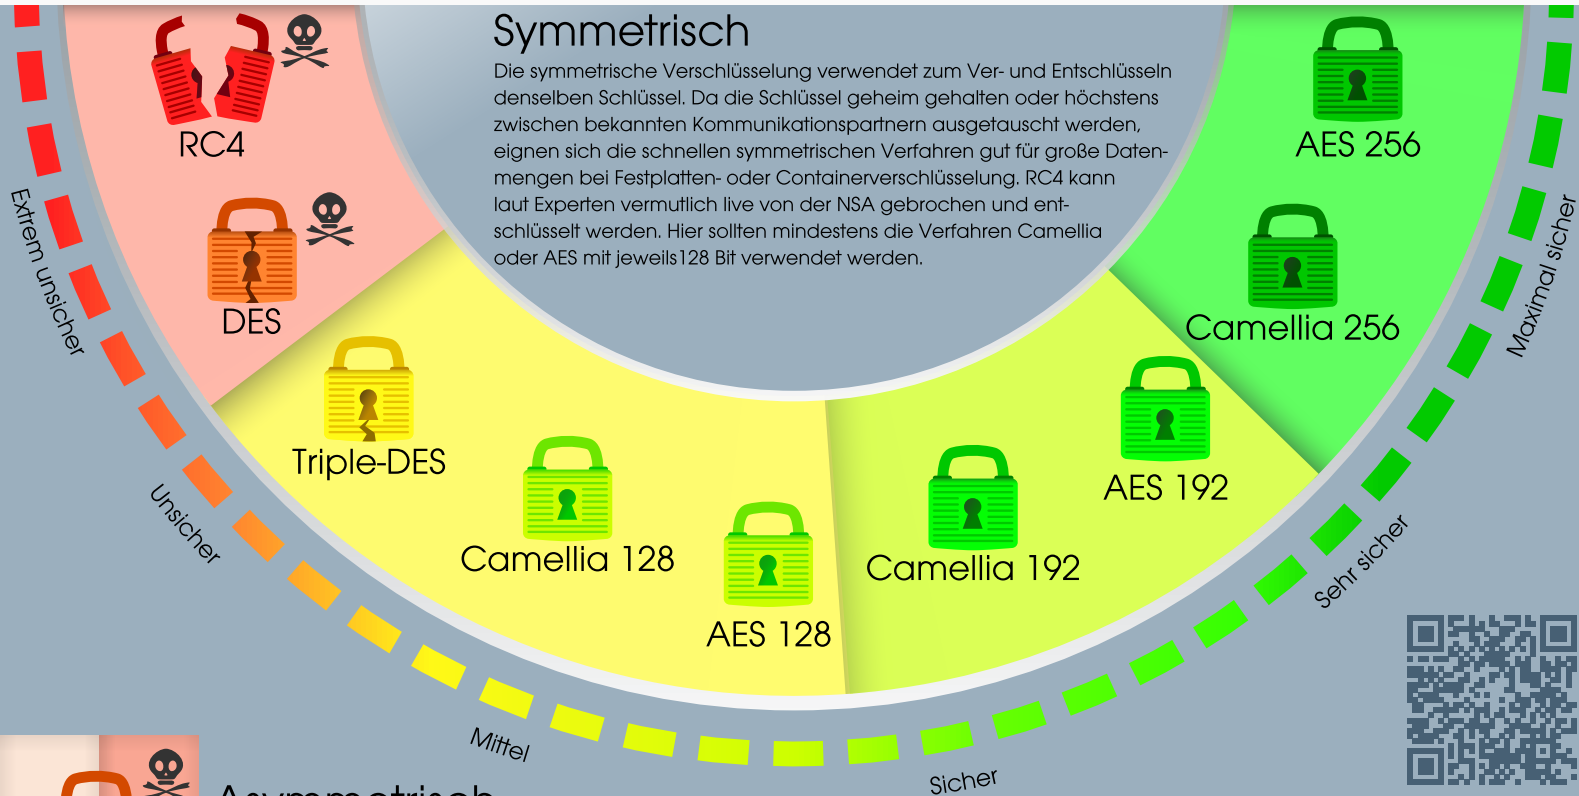 Symmetrisch
Die symmetrische Verschlüsselung verwendet zum Ver- und Entschlüsseln
denselben Schlüssel. Da die Schlüssel geheim gehalten oder höchstens
zwischen bekannten Kommunikationspartnern ausgetauscht werden,
eignen sich die schnellen symmetrischen Verfahren gut für große Daten-
mengen bei Festplatten- oder Containerverschlüsselung. RC4 kann
laut Experten vermutlich live von der NSA gebrochen und ent-
schlüsselt werden. Hier sollten mindestens die Verfahren Camellia
oder AES mit jeweils128 Bit verwendet werden.
RC4
DES
Triple-DES
Camellia 128
AES 128
Camellia 192
AES 192
Camellia 256
AES 256
Extrem unsicher
Unsicher
Mittel
Sicher
Sehr sicher
Maximal sicher
Asymmetrisch